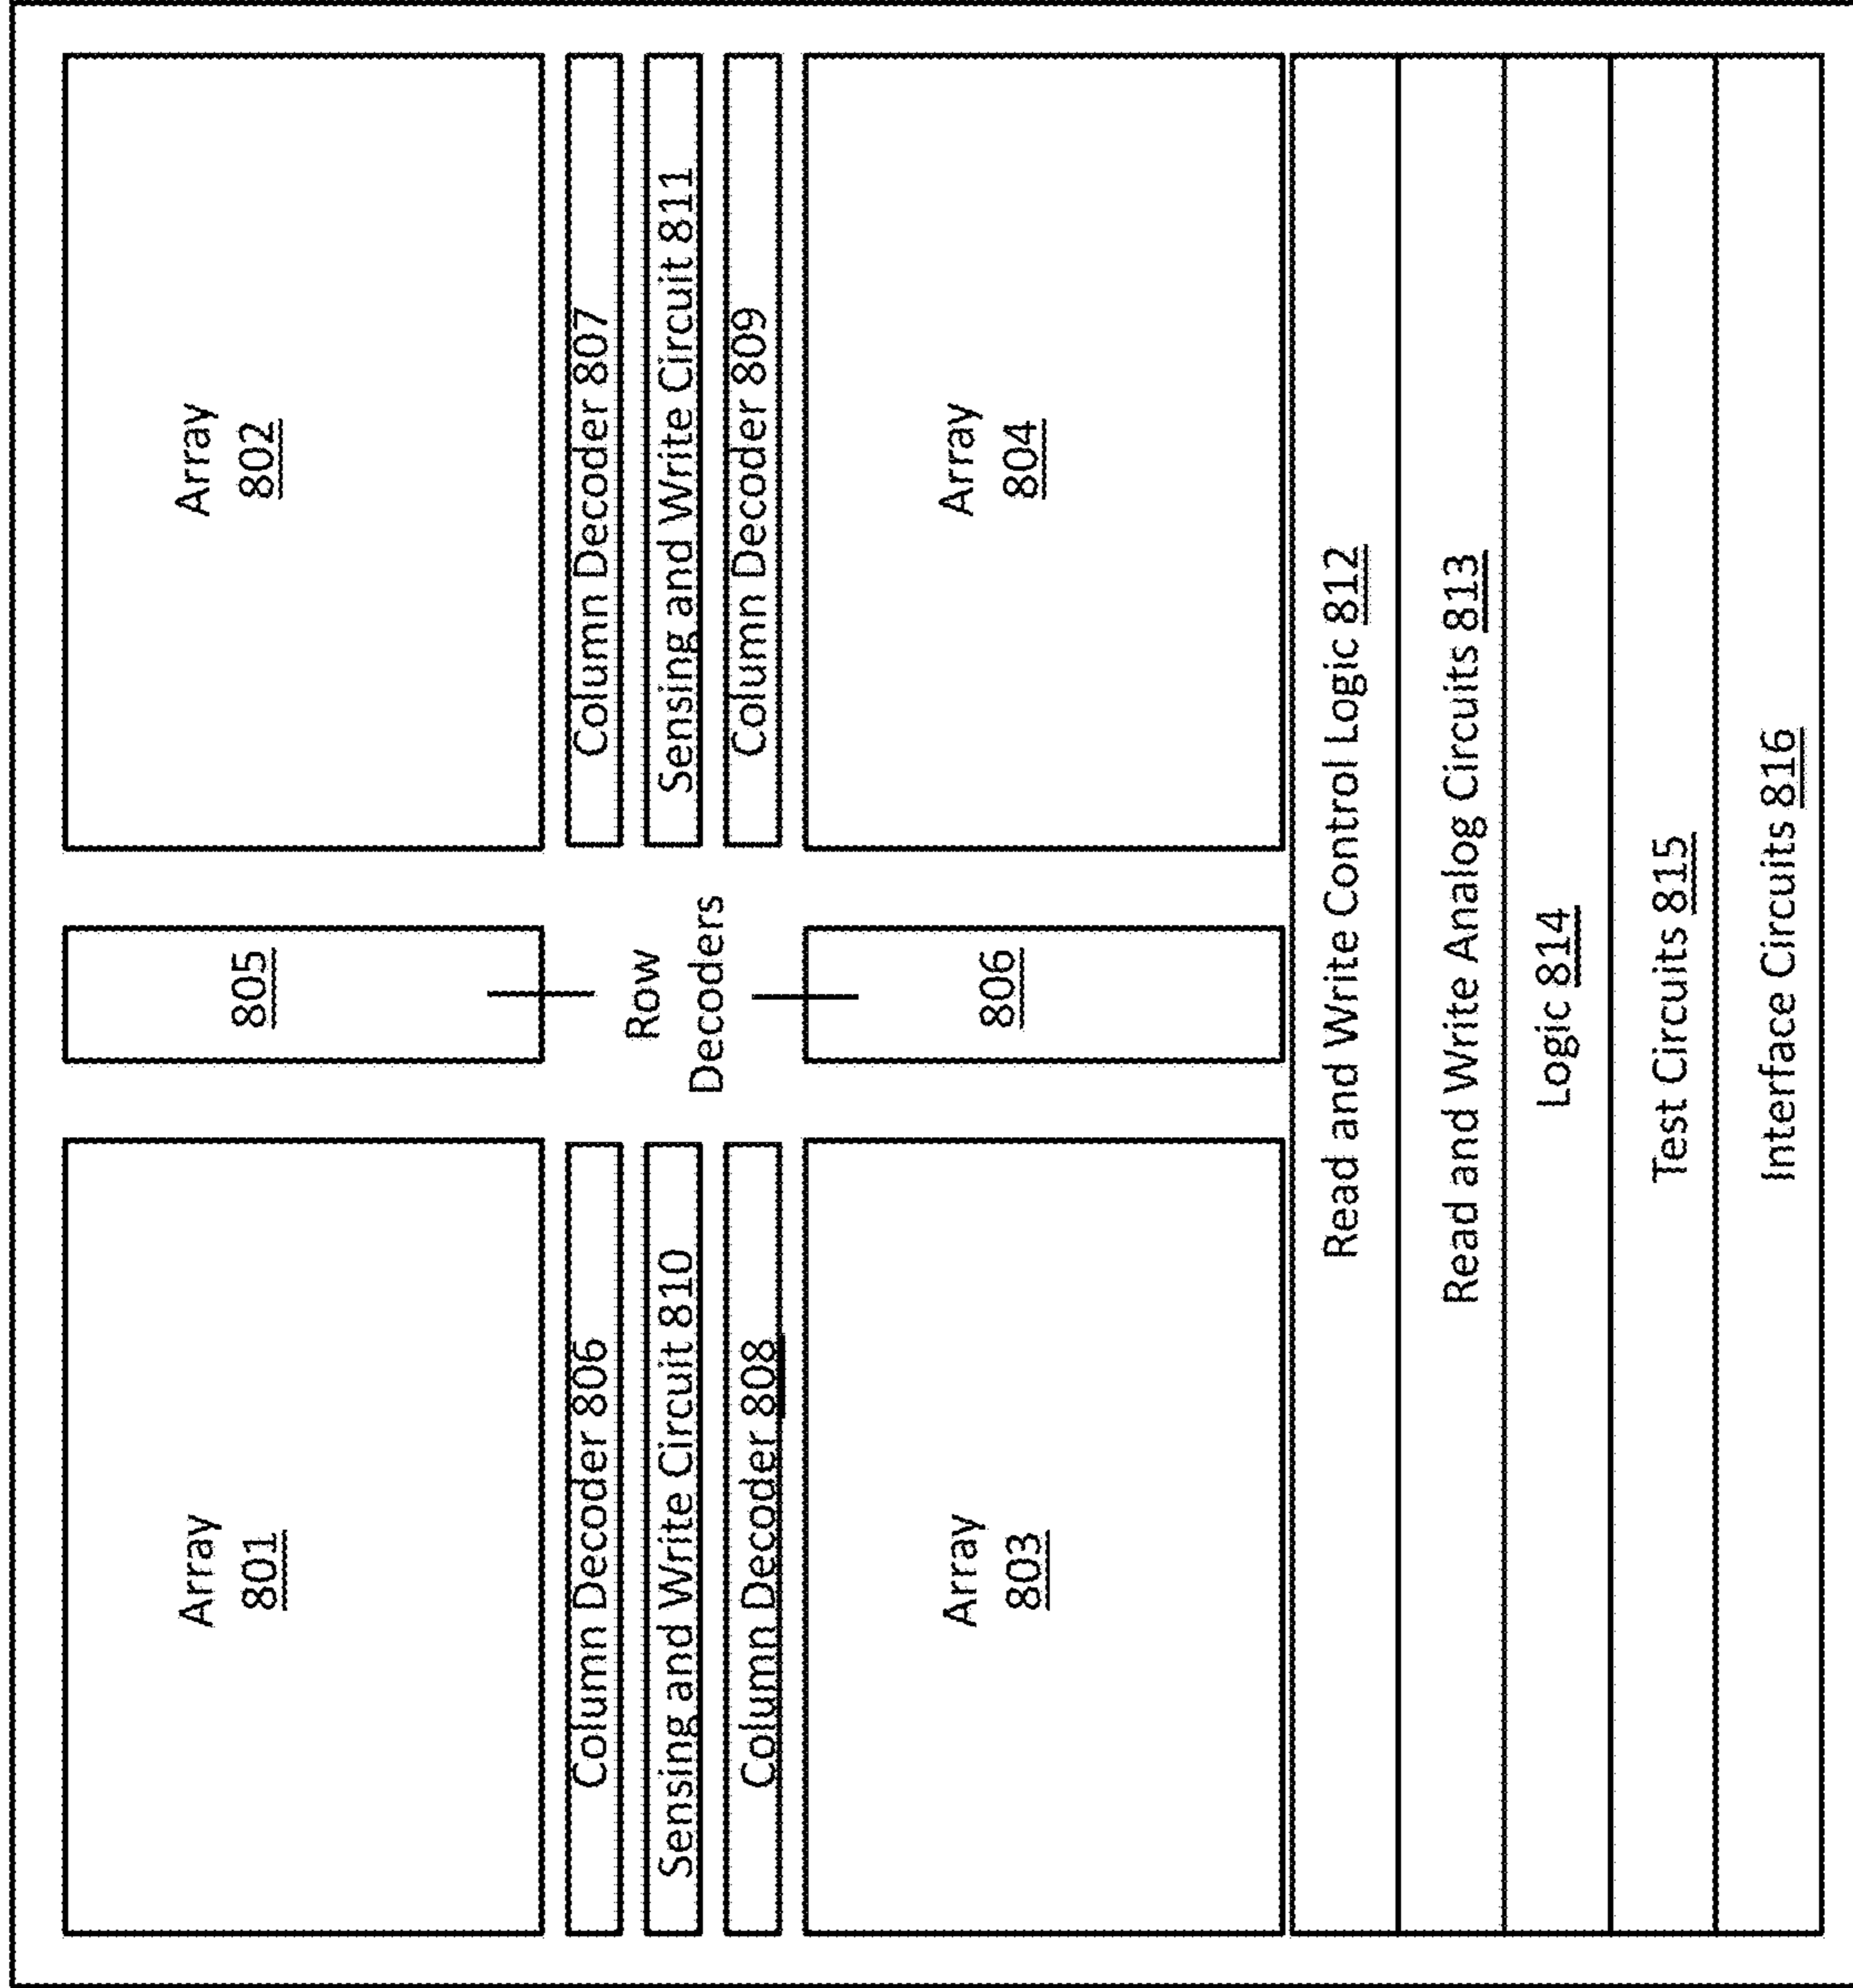 Array
801
805
Array
802
Column Decoder 806
Column Decoder 807
Sensing and Write Circuit 810
Row
Decoders
Sensing and Write Circuit 811
Column Decoder 808
Column Decoder 809
Array
803
806
Array
804
Read and Write Control Logic 812
Read and Write Analog Circuits 813
Logic 814
Test Circuits 815
Interface Circuits 816